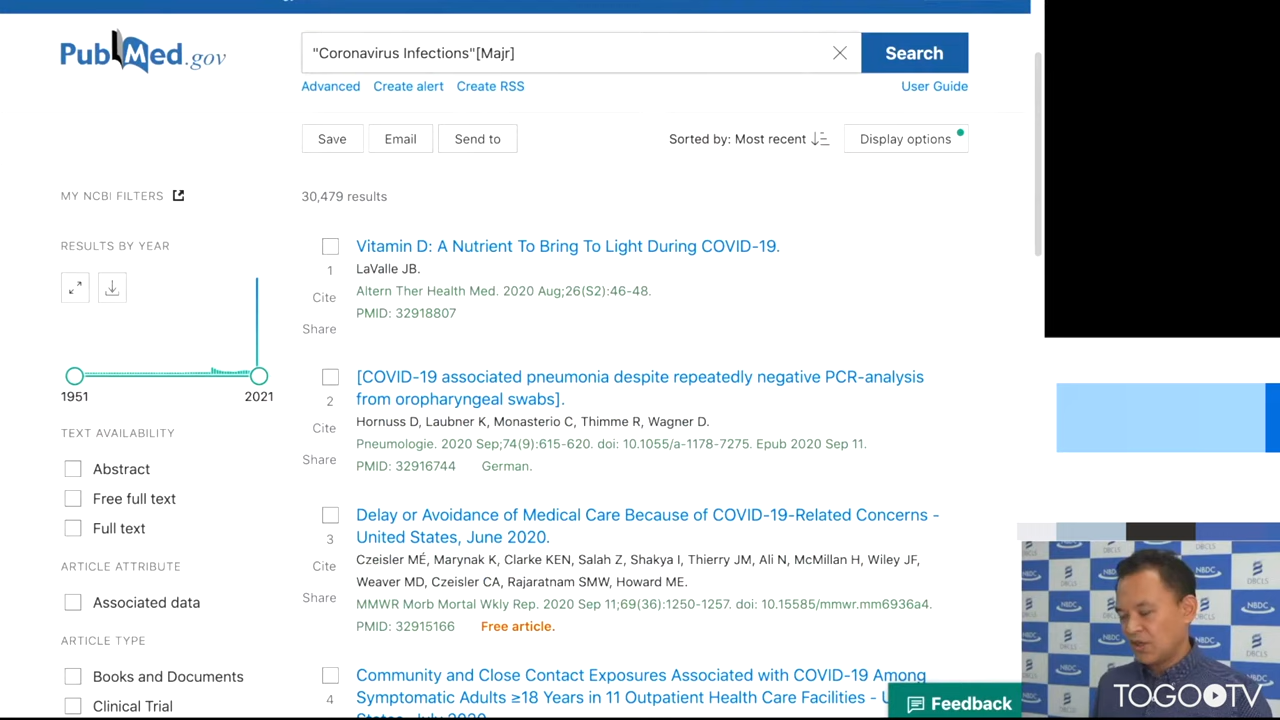 PubMed.gov
"Coronavirus Infections"[Majr]
Search
Advanced
Create alert
Create RSS
User Guide
Save
Email
Send to
Sorted by: Most recent
Display options
MY NCBI FILTERS
30,479 results
RESULTS BY YEAR
1951
2021
TEXT AVAILABILITY
Abstract
Free full text
Full text
ARTICLE ATTRIBUTE
Associated data
ARTICLE TYPE
Books and Documents
Clinical Trial
Vitamin D: A Nutrient To Bring To Light During COVID-19.
1
LaValle JB.
Cite
Altern Ther Health Med. 2020 Aug;26(S2):46-48.
PMID: 32918807
Share
[COVID-19 associated pneumonia despite repeatedly negative PCR-analysis
from oropharyngeal swabs].
2
Hornuss D, Laubner K, Monasterio C, Thimme R, Wagner D.
Cite
Pneumologie. 2020 Sep;74(9):615-620. doi: 10.1055/a-1178-7275. Epub 2020 Sep 11.
Share
PMID: 32916744 German.
Delay or Avoidance of Medical Care Because of COVID-19-Related Concerns -
United States, June 2020.
3
Czeisler MÉ, Marynak K, Clarke KEN, Salah Z, Shakya I, Thierry JM, Ali N, McMillan H, Wiley JF,
Cite
Weaver MD, Czeisler CA, Rajaratnam SMW, Howard ME.
Share
MMWR Morb Mortal Wkly Rep. 2020 Sep 11;69(36):1250-1257. doi: 10.15585/mmwr.mm6936a4.
PMID: 32915166 Free article.
Community and Close Contact Exposures Associated with COVID-19 Among
4
Symptomatic Adults ≥18 Years in 11 Outpatient Health Care Facilities -
States, July 2020.
Feedback
DBCLS
NBDC
TOGO TV